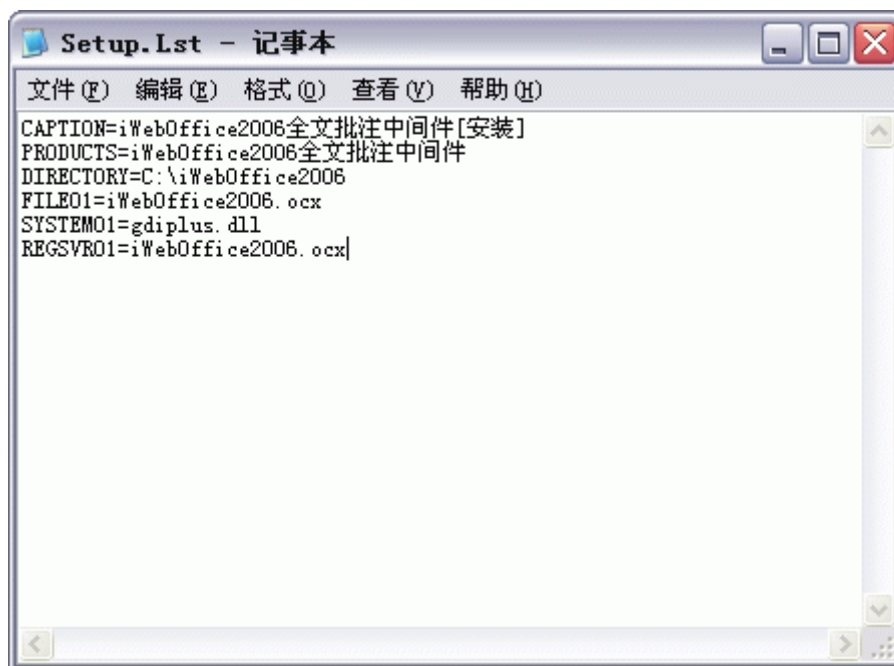 Setup.Lst - 记事本
文件(F) 编辑(E) 格式(O) 查看(V) 帮助(H)
CAPTION=iWebOffice2006全文批注中间件[安装]
PRODUCTS=iWebOffice2006全文批注中间件
DIRECTORY=C:\iWebOffice2006
FILE01=iWebOffice2006.ocx
SYSTEM01=gdiplus.dll
REGSVR01=iWebOffice2006.ocx